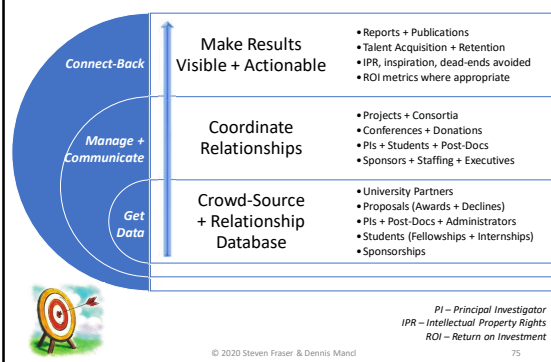 Connect-Back
Make Results
Visible + Actionable
• Reports + Publications
• Talent Acquisition + Retention
• IPR, inspiration, dead-ends avoided
• ROI metrics where appropriate
Manage +
Communicate
Coordinate
Relationships
• Projects + Consortia
• Conferences + Donations
• PIs + Students + Post-Docs
• Sponsors + Staffing + Executives
Get
Data
Crowd-Source
+ Relationship
Database
• University Partners
• Proposals (Awards + Declines)
• PIs + Post-Docs + Administrators
• Students (Fellowships + Internships)
• Sponsorships
PI – Principal Investigator
IPR – Intellectual Property Rights
ROI – Return on Investment
© 2020 Steven Fraser & Dennis Mancl
75